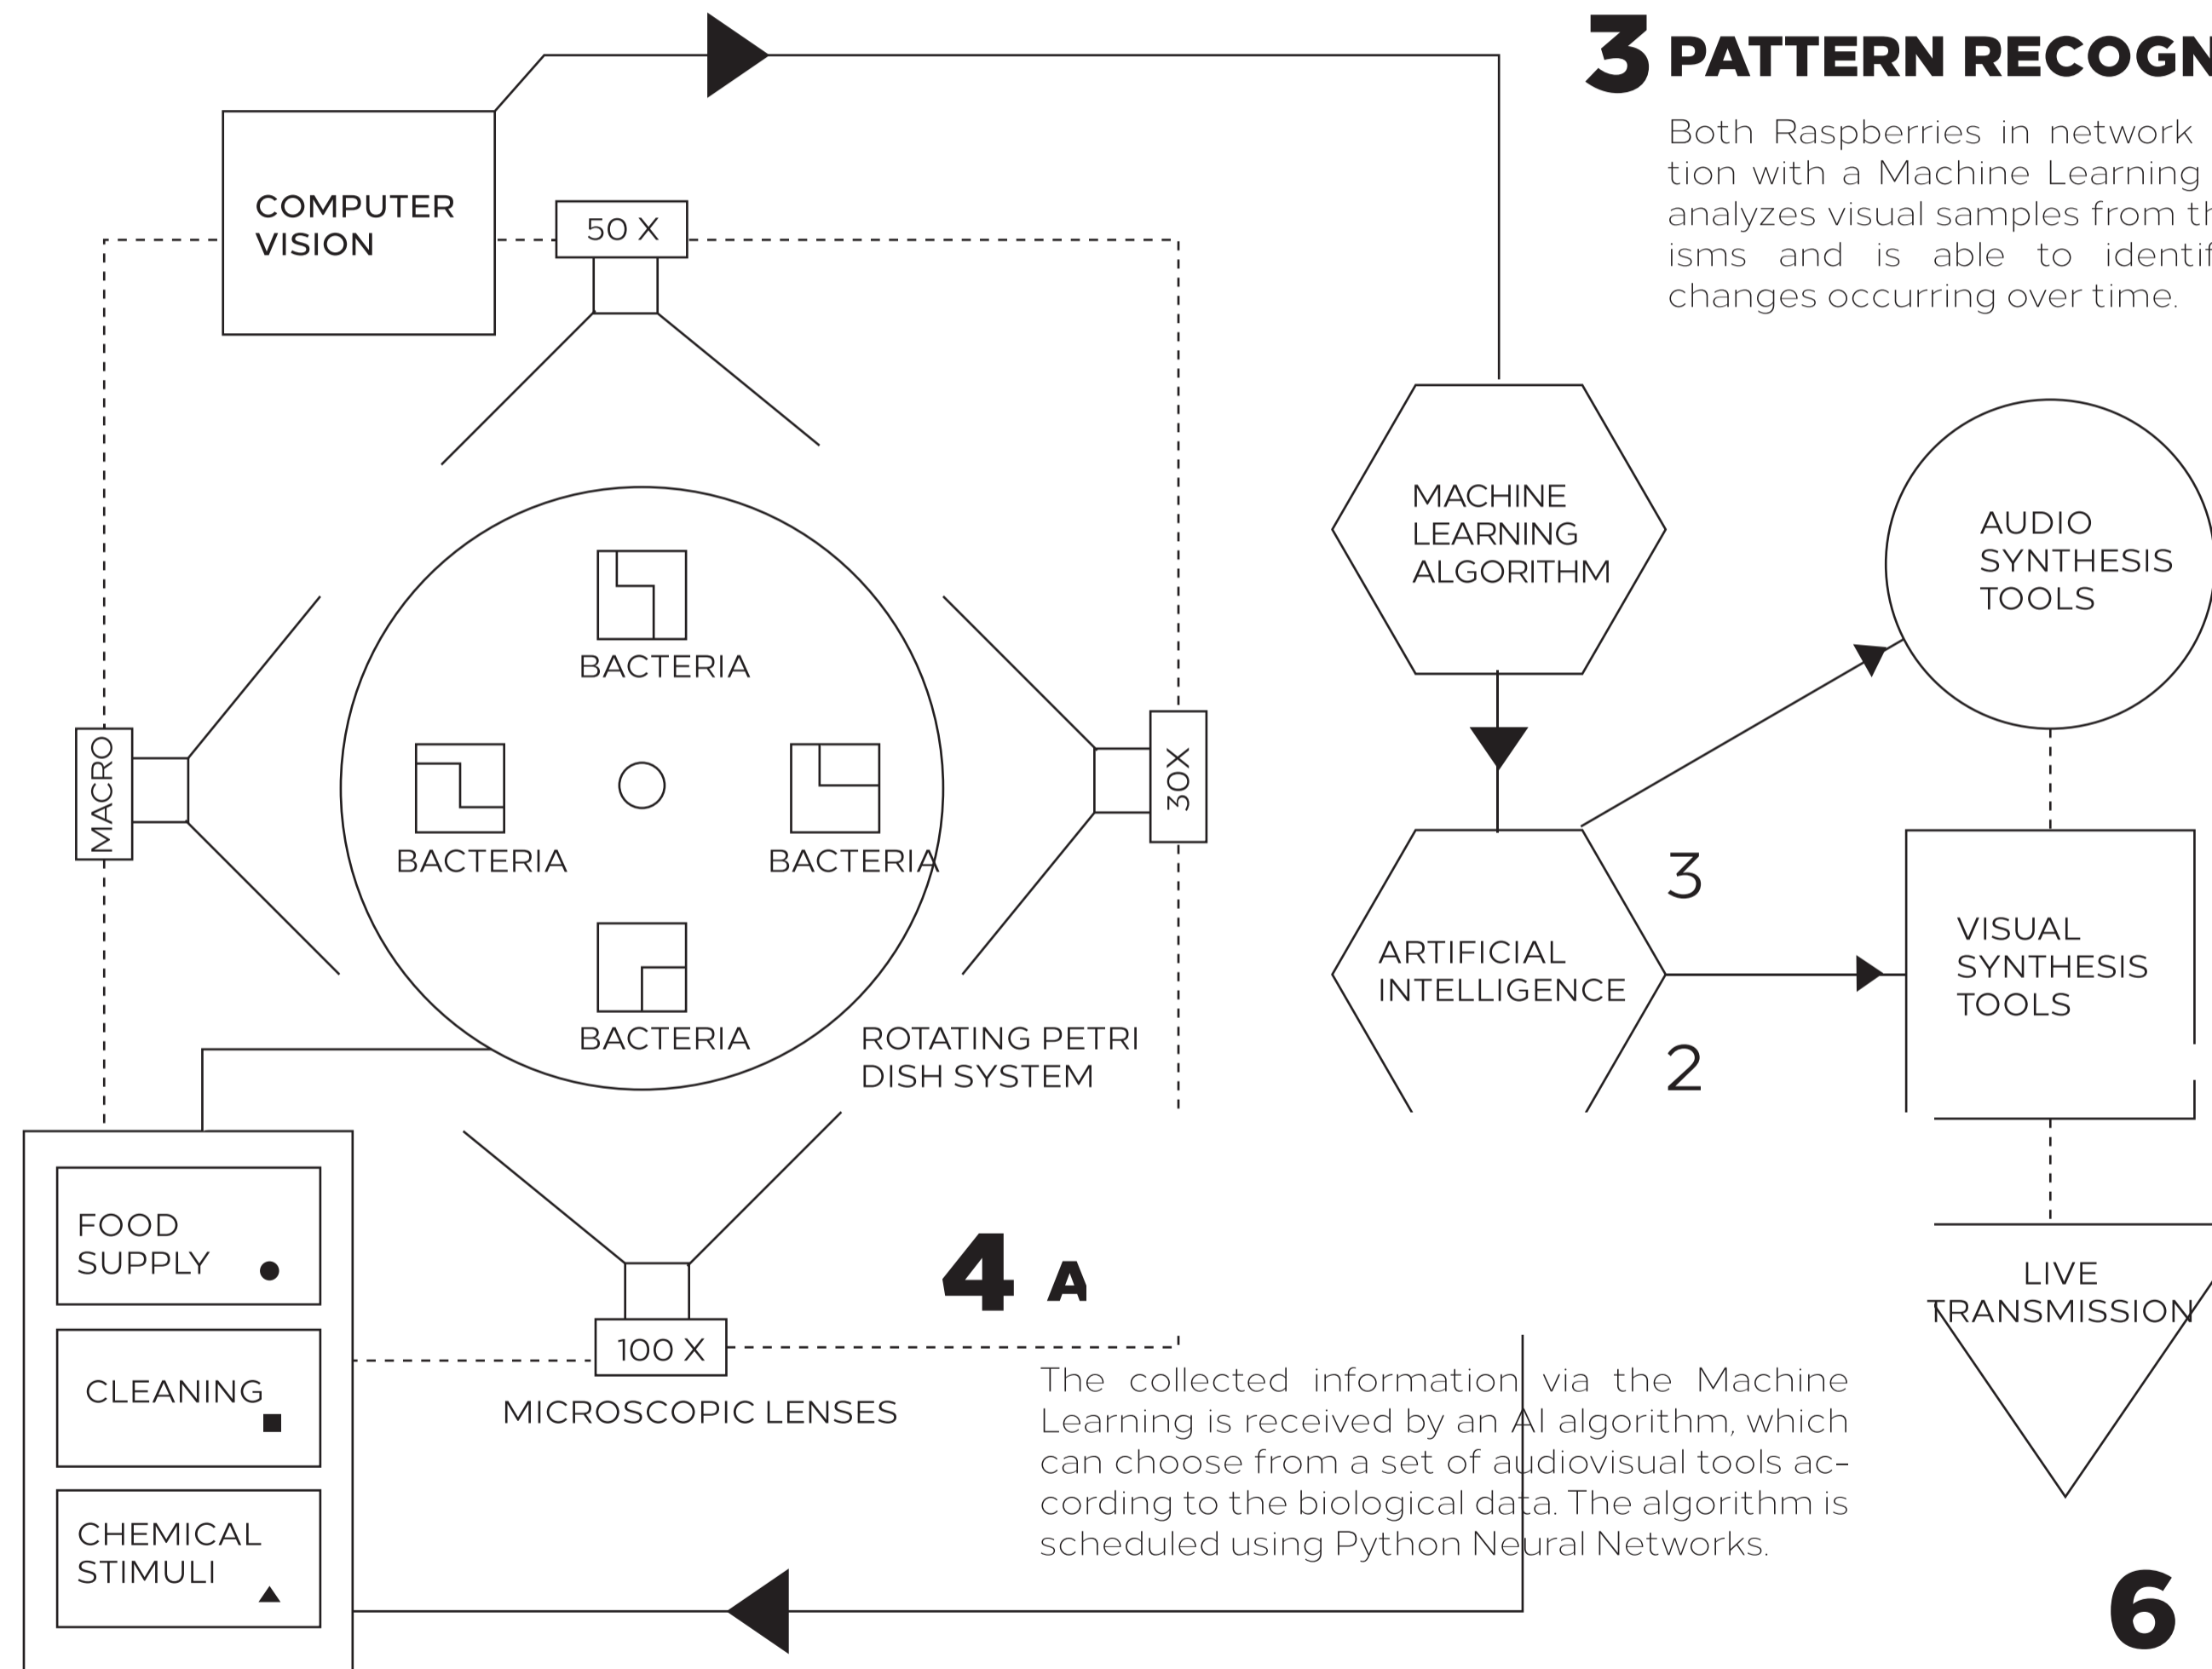 3 PATTERN RECOGN
Both Raspberries in network
tion with a Machine Learning
analyzes visual samples from th
isms and is able to identif
changes occurring over time.
COMPUTER
VISION
50 X
MACHINE
LEARNING
ALGORITHM
AUDIO
SYNTHESIS
TOOLS
BACTERIA
MACRO
30X
BACTERIA
BACTERIA
3
ARTIFICIAL
INTELLIGENCE
VISUAL
SYNTHESIS
TOOLS
2
BACTERIA
ROTATING PETRI
DISH SYSTEM
FOOD
SUPPLY
4 A
LIVE
TRANSMISSION
100 X
MICROSCOPIC LENSES
CLEANING
The collected information via the Machine
Learning is received by an AI algorithm, which
can choose from a set of audiovisual tools ac-
cording to the biological data. The algorithm is
scheduled using Python Neural Networks.
CHEMICAL
STIMULI
6